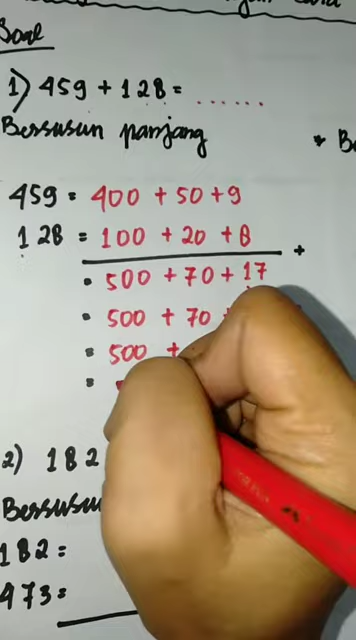 Soal
1) 459 + 128 = ......
Bersusun panjang
459 = 400 + 50 + 9
128 = 100 + 20 + 8
+
= 500 + 70 + 17
= 500 + 70 +
= 500 +
=
2) 182
Bersusun
182 =
473 =